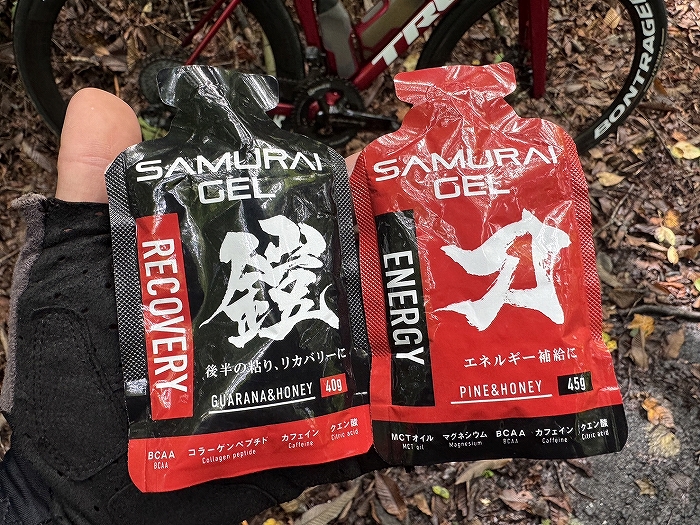 TREK
BONTRAGE
SAMURAI
GEL
RECOVERY
鎧
後半の粘り、リカバリーに
GUARANA&HONEY
40g
BCAA
BCAA
コラーゲンペプチド
Collagen peptide
カフェイン
Caffeine
クエン酸
Citric acid
SAMURAI
GEL
ENERGY
刀
エネルギー補給に
PINE&HONEY
45g
MCTオイル
MCT oil
マグネシウム
Magnesium
BCAA
BCAA
カフェイン
Caffeine
クエン酸
Citric acid